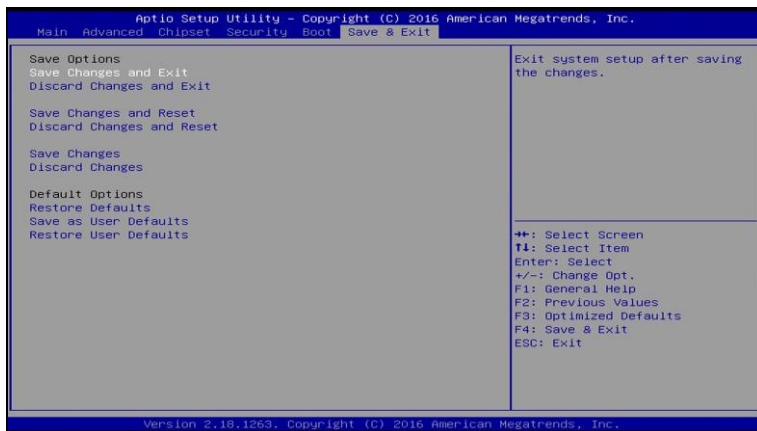 Aptio Setup Utility – Copyright (C) 2016 American Megatrends, Inc.
Main Advanced Chipset Security Boot Save & Exit
Save Options
Save Changes and Exit
Discard Changes and Exit
Save Changes and Reset
Discard Changes and Reset
Save Changes
Discard Changes
Default Options
Restore Defaults
Save as User Defaults
Restore User Defaults
Exit system setup after saving
the changes.
→←: Select Screen
↑↓: Select Item
Enter: Select
+/-: Change Opt.
F1: General Help
F2: Previous Values
F3: Optimized Defaults
F4: Save & Exit
ESC: Exit
Version 2.18.1263. Copyright (C) 2016 American Megatrends, Inc.